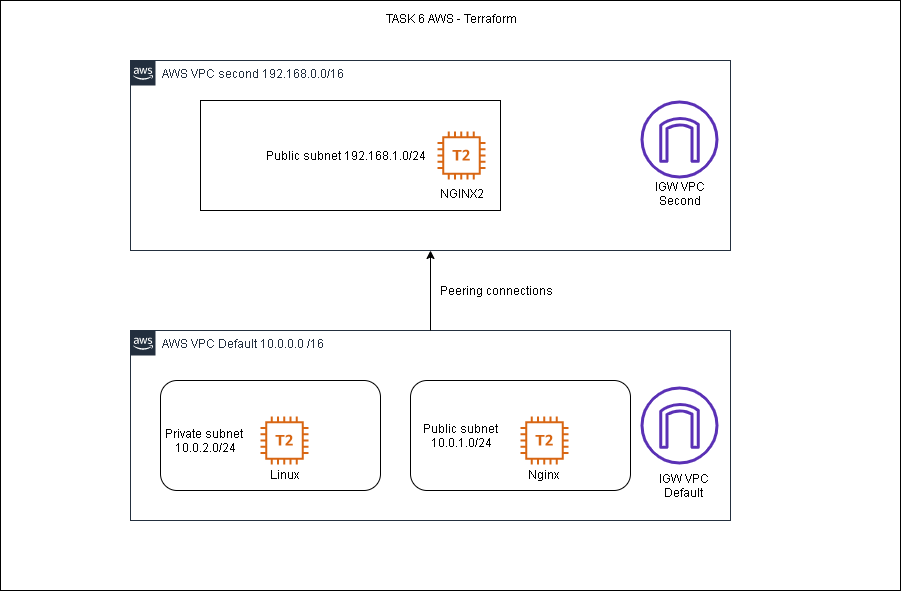 TASK 6 AWS - Terraform
aws
AWS VPC second 192.168.0.0/16
Public subnet 192.168.1.0/24
T2
NGINX2
IGW VPC
Second
Peering connections
aws
AWS VPC Default 10.0.0.0 /16
Private subnet
10.0.2.0/24
T2
Linux
Public subnet
10.0.1.0/24
T2
Nginx
IGW VPC
Default